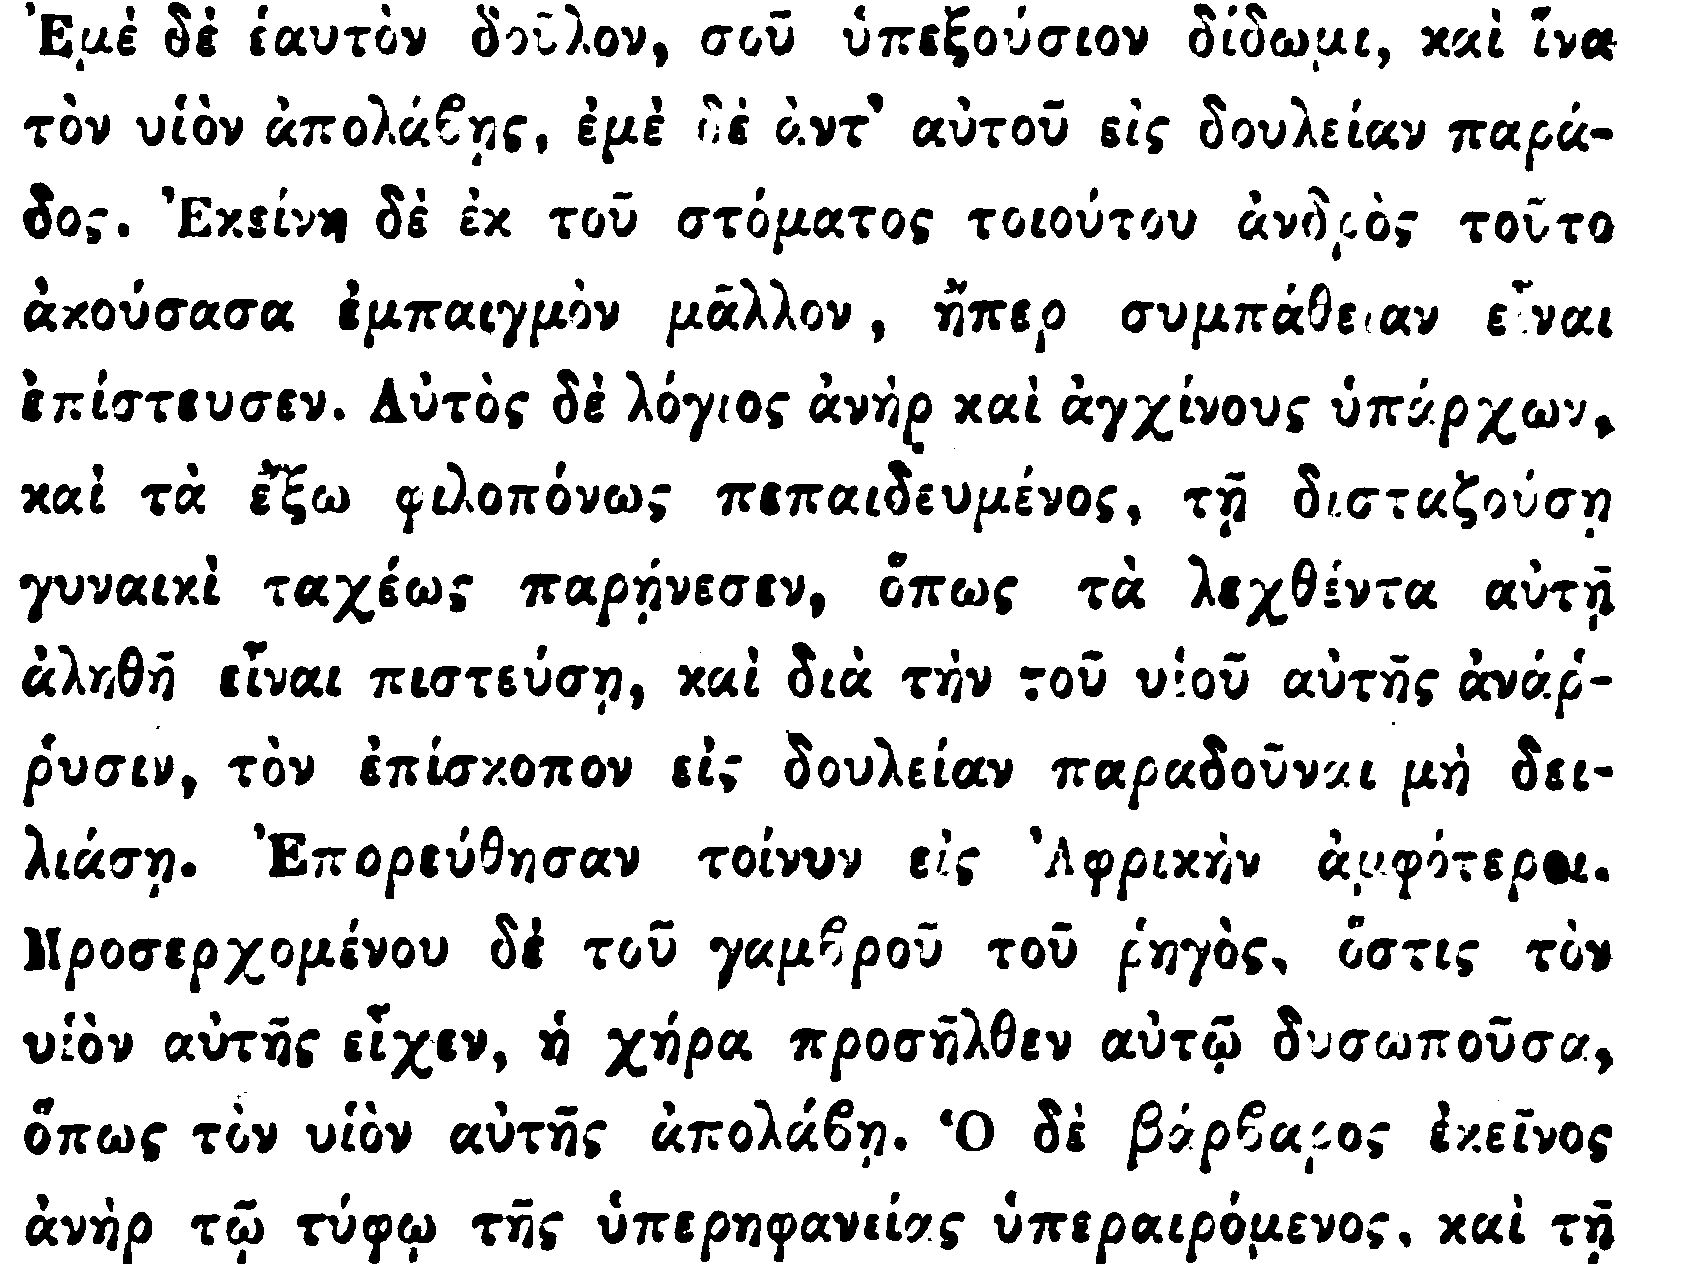 Ἐμὲ δὲ ἑαυτὸν δοῦλον, σοῦ ὑπεξούσιον δίδωμι, καὶ ἵνα
τὸν υἱὸν ἀπολάϐῃς, ἐμὲ δὲ ἀντ' αὐτοῦ εἰς δουλείαν παρά-
δος. Ἐκείνη δὲ ἐκ τοῦ στόματος τοιούτου ἀνδρὸς τοῦτο
ἀκούσασα ἐμπαιγμὸν μᾶλλον, ἤπερ συμπάθειαν εἶναι
ἐπίστευσεν. Αὐτὸς δὲ λόγιος ἀνὴρ καὶ ἀγχίνους ὑπάρχων,
καὶ τὰ ἔξω φιλοπόνως πεπαιδευμένος, τῇ δισταζούσῃ
γυναικὶ ταχέως παρῄνεσεν, ὅπως τὰ λεχθέντα αὐτῇ
ἀληθῆ εἶναι πιστεύσῃ, καὶ διὰ τὴν τοῦ υἱοῦ αὐτῆς ἀνάῤ-
ῥυσιν, τὸν ἐπίσκοπον εἰς δουλείαν παραδοῦναι μὴ δει-
λιάσῃ. Ἐπορεύθησαν τοίνυν εἰς Ἀφρικὴν ἀμφότεροι.
Προσερχομένου δὲ τοῦ γαμϐροῦ τοῦ ῥηγὸς, ὅστις τὸν
υἱὸν αὐτῆς εἶχεν, ἡ χήρα προσῆλθεν αὐτῷ δυσωποῦσα,
ὅπως τὸν υἱὸν αὐτῆς ἀπολάϐῃ. Ὁ δὲ βάρϐαρος ἐκεῖνος
ἀνὴρ τῷ τύφῳ τῆς ὑπερηφανείας ὑπεραιρόμενος, καὶ τῇ